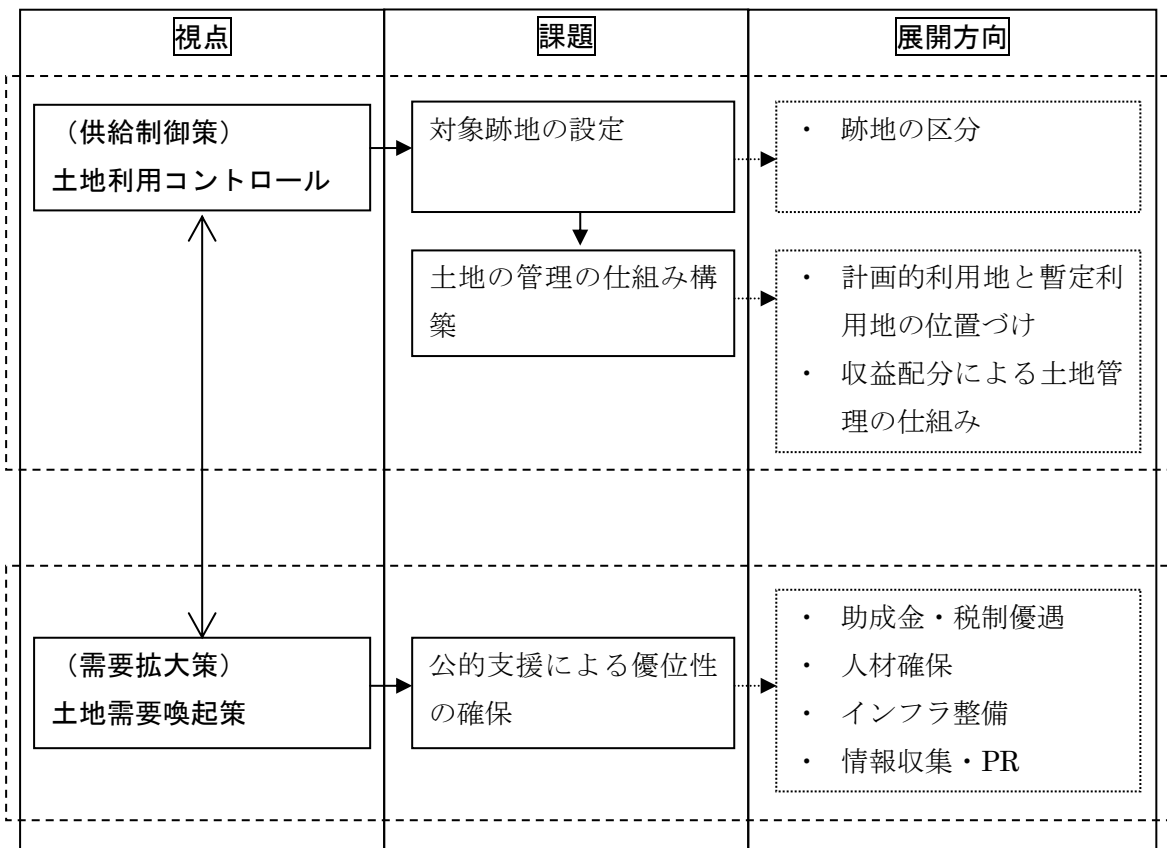 視点
課題
展開方向
（供給制御策）
土地利用コントロール
対象跡地の設定
・ 跡地の区分
土地の管理の仕組み構
築
・ 計画的利用地と暫定利
用地の位置づけ
・ 収益配分による土地管
理の仕組み
（需要拡大策）
土地需要喚起策
公的支援による優位性
の確保
・ 助成金・税制優遇
・ 人材確保
・ インフラ整備
・ 情報収集・PR